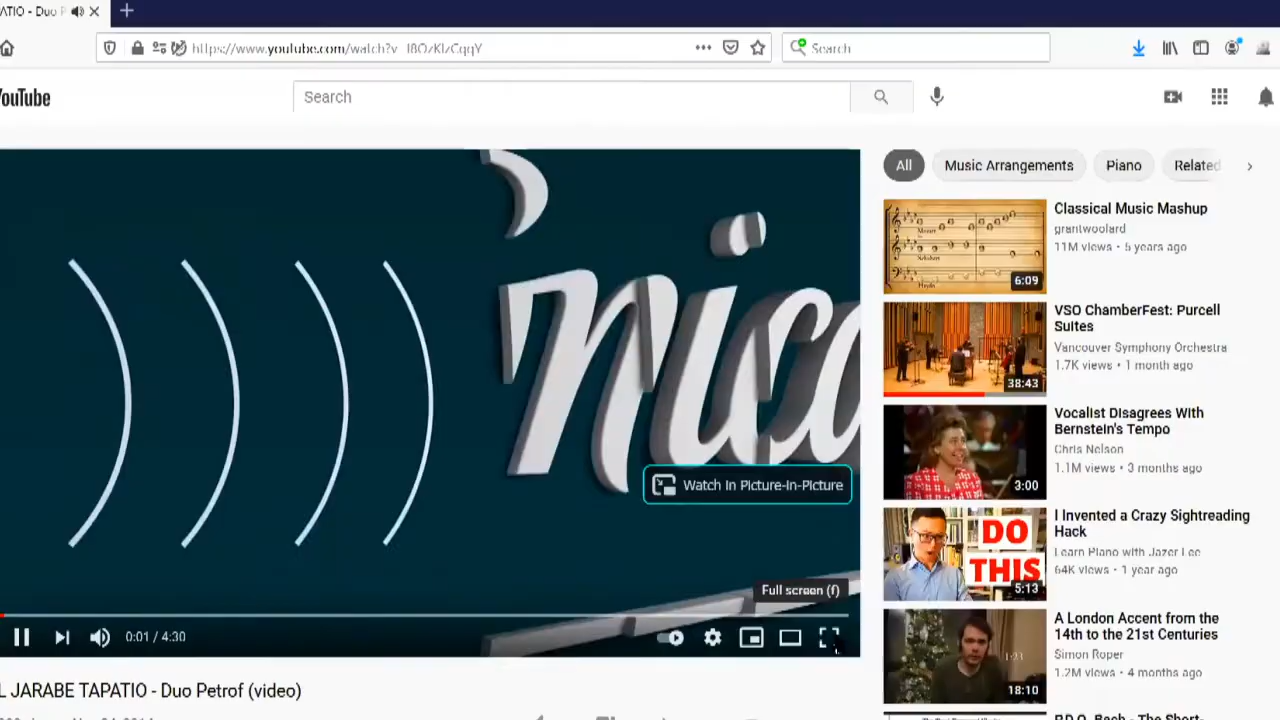 ATIO - Duo P
https://www.youtube.com/watch?v
Search
YouTube
Search
All
Music Arrangements
Piano
Related
nico
Watch In Picture-In-Picture
Full screen (f)
0:01 / 4:30
L JARABE TAPATIO - Duo Petrof (video)
6:09
Classical Music Mashup
grantwoolard
11M views • 5 years ago
38:43
VSO ChamberFest: Purcell
Suites
Vancouver Symphony Orchestra
1.7K views • 1 month ago
3:00
Vocalist Disagrees With
Bernstein's Tempo
Chris Nelson
1.1M views • 3 months ago
DO
THIS
5:13
I Invented a Crazy Sightreading
Hack
Learn Piano with Jazer Lee
64K views • 1 year ago
18:10
A London Accent from the
14th to the 21st Centuries
Simon Roper
1.2M views • 4 months ago
P.D.Q. Bach - The Short-